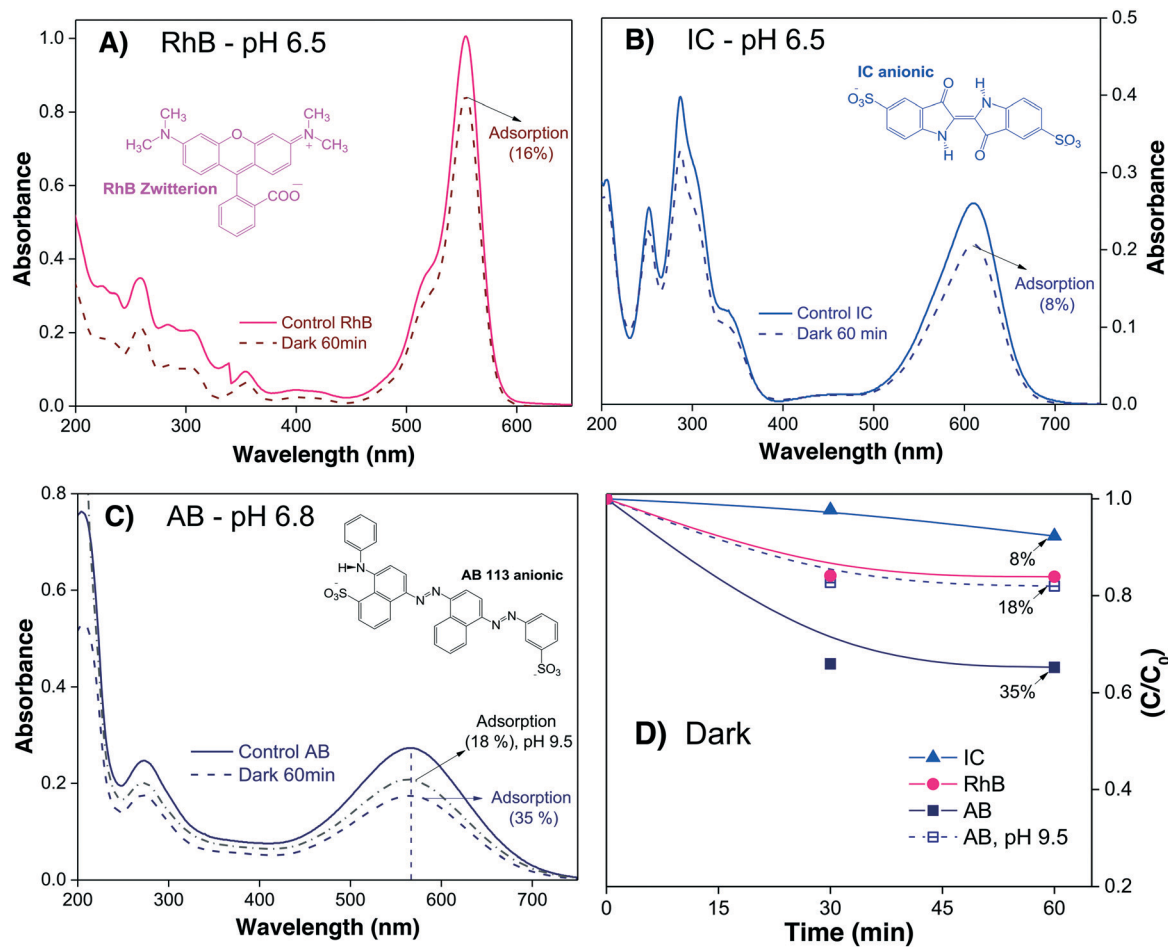 A) RhB - pH 6.5
1.0
0.8
0.6
0.4
0.2
0.0
Absorbance
CH₃
H₃C
N
O
N
+
CH₃
CH₃
RhB Zwitterion
COO⁻
Adsorption
(16%)
Control RhB
Dark 60min
200 300 400 500 600
Wavelength (nm)
B) IC - pH 6.5
IC anionic
⁻O₃S
O
H
N
N
H
O
SO₃⁻
Adsorption
(8%)
Control IC
Dark 60 min
0.5
0.4
0.3
0.2
0.1
0.0
Absorbance
200 300 400 500 600 700
Wavelength (nm)
C) AB - pH 6.8
0.8
0.6
0.4
0.2
0.0
Absorbance
AB 113 anionic
H
N
⁻O₃S
N=N
N=N
SO₃⁻
Adsorption
(18 %), pH 9.5
Adsorption
(35 %)
Control AB
Dark 60min
200 300 400 500 600 700
Wavelength (nm)
8%
18%
35%
D) Dark
IC
RhB
AB
AB, pH 9.5
1.0
0.8
0.6
0.4
0.2
(C/C₀)
0 15 30 45 60
Time (min)